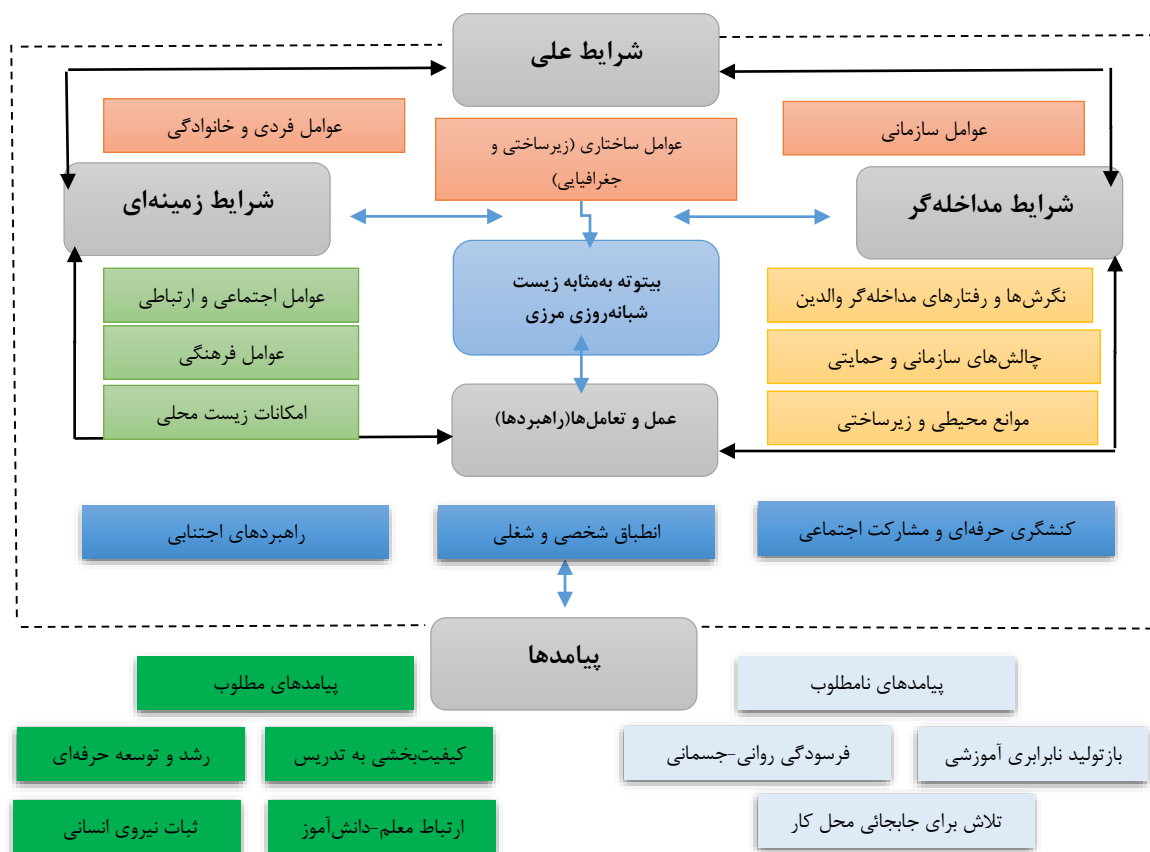 شرایط علی
عوامل سازمانی
عوامل ساختاری (زیرساختی و
جغرافیایی)
عوامل فردی و خانوادگی
شرایط مداخله‌گر
شرایط زمینه‌ای
بیتوته به‌مثابه زیست
شبانه‌روزی مرزی
نگرش‌ها و رفتارهای مداخله‌گر والدین
چالش‌های سازمانی و حمایتی
موانع محیطی و زیرساختی
عوامل اجتماعی و ارتباطی
عوامل فرهنگی
امکانات زیست محلی
عمل و تعامل‌ها(راهبردها)
کنشگری حرفه‌ای و مشارکت اجتماعی
انطباق شخصی و شغلی
راهبردهای اجتنابی
پیامدها
پیامدهای نامطلوب
بازتولید نابرابری آموزشی
فرسودگی روانی-جسمانی
تلاش برای جابجائی محل کار
پیامدهای مطلوب
کیفیت‌بخشی به تدریس
رشد و توسعه حرفه‌ای
ارتباط معلم-دانش‌آموز
ثبات نیروی انسانی